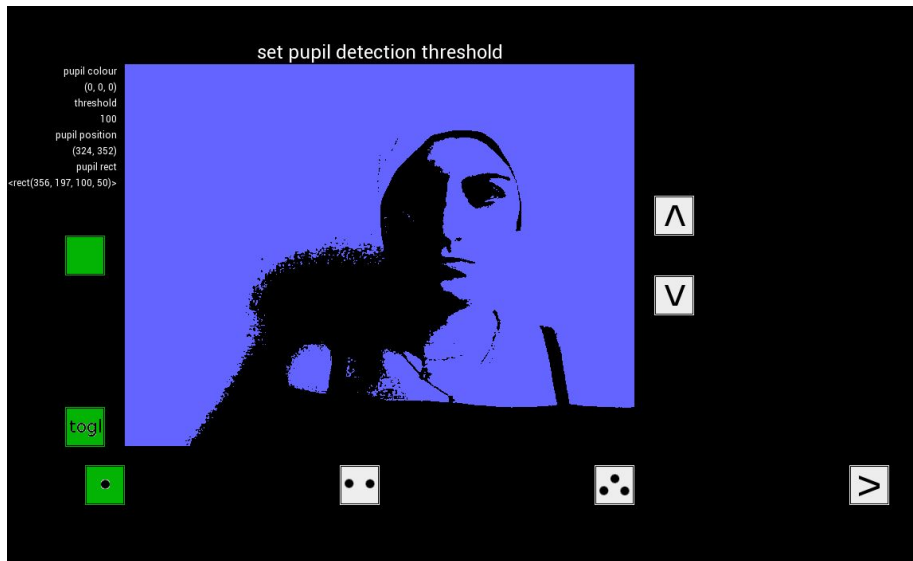 set pupil detection threshold
pupil colour
(0, 0, 0)
threshold
100
pupil position
(324, 352)
pupil rect
<rect(356, 197, 100, 50)>
Λ
V
togl
>